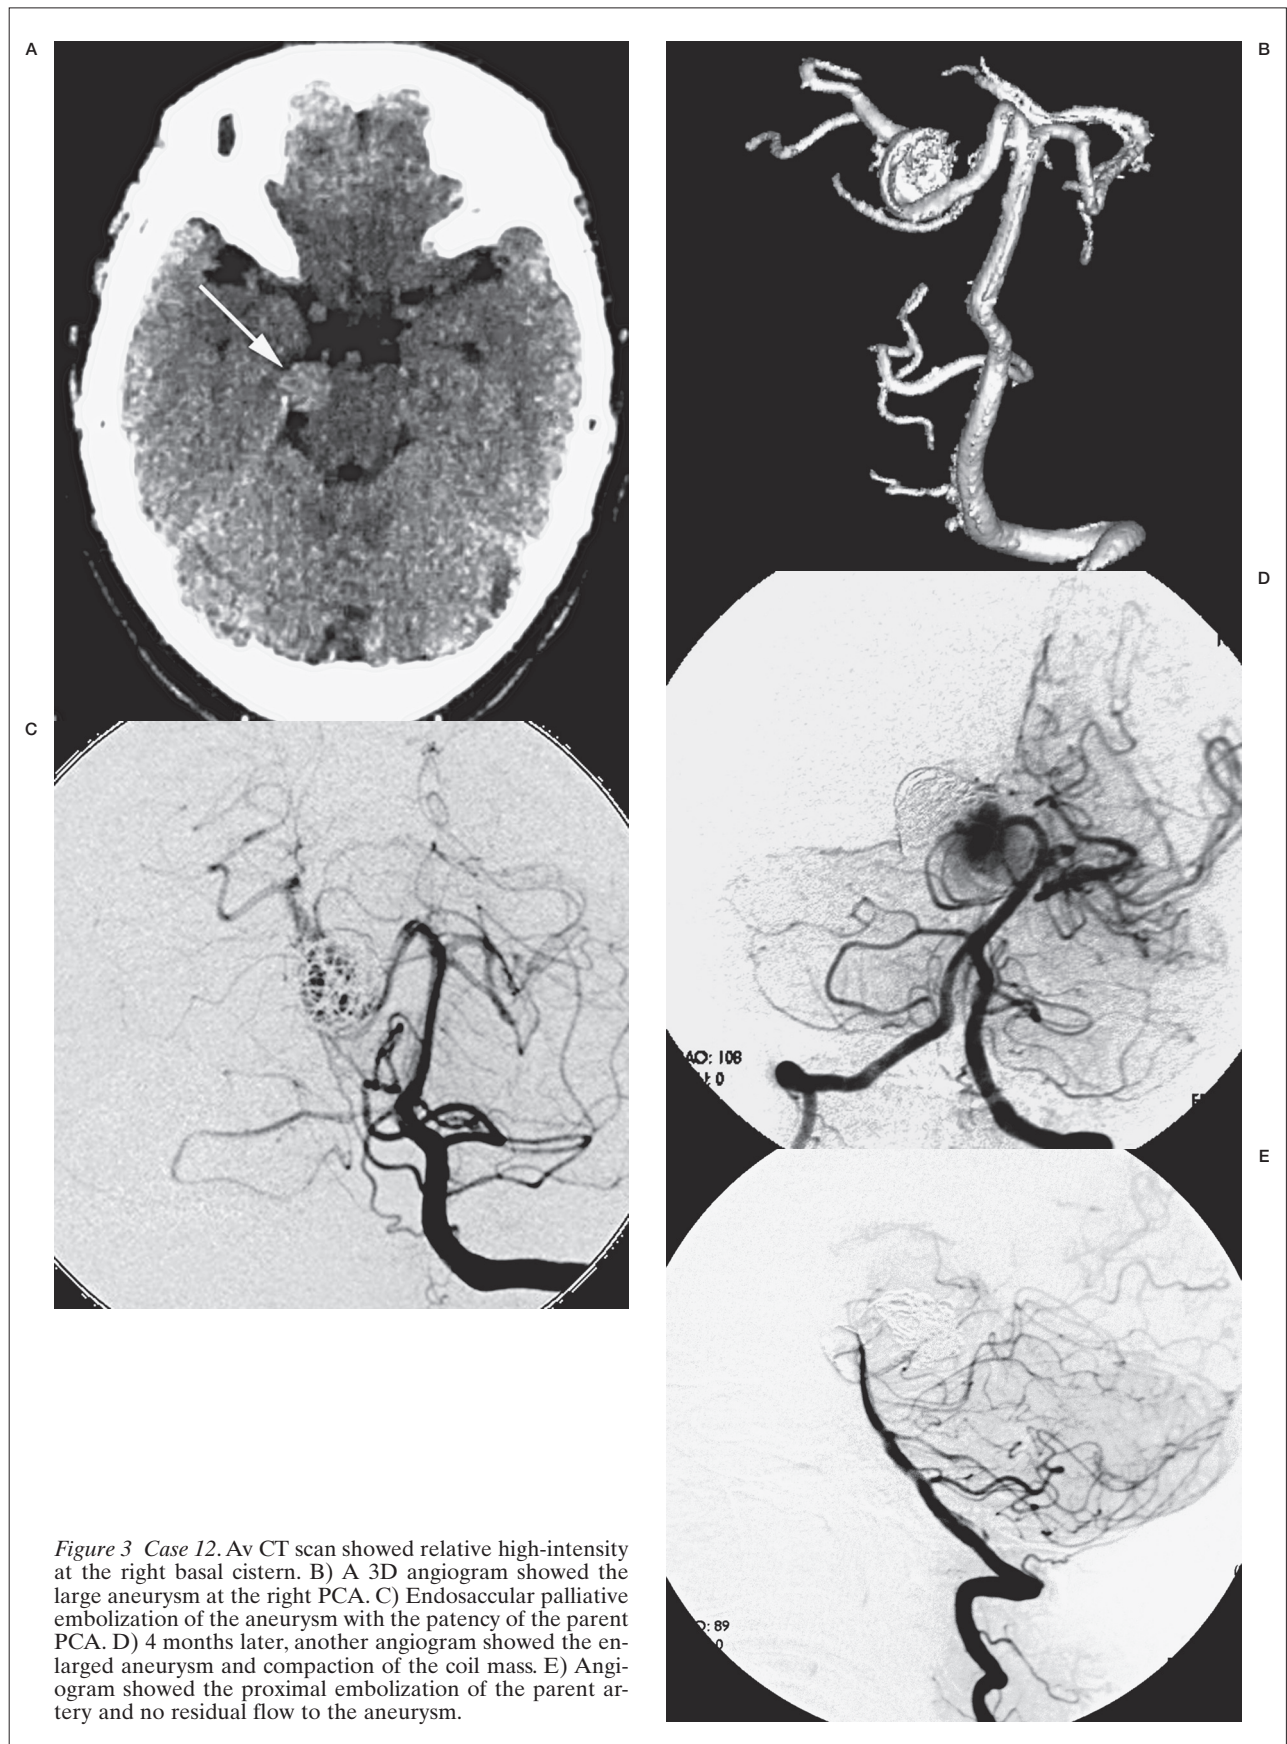 A
B
C
D
AO: 108
: 0
E
O: 89
0
Figure 3 Case 12. Av CT scan showed relative high-intensity
at the right basal cistern. B) A 3D angiogram showed the
large aneurysm at the right PCA. C) Endosaccular palliative
embolization of the aneurysm with the patency of the parent
PCA. D) 4 months later, another angiogram showed the en-
larged aneurysm and compaction of the coil mass. E) Angi-
ogram showed the proximal embolization of the parent ar-
tery and no residual flow to the aneurysm.